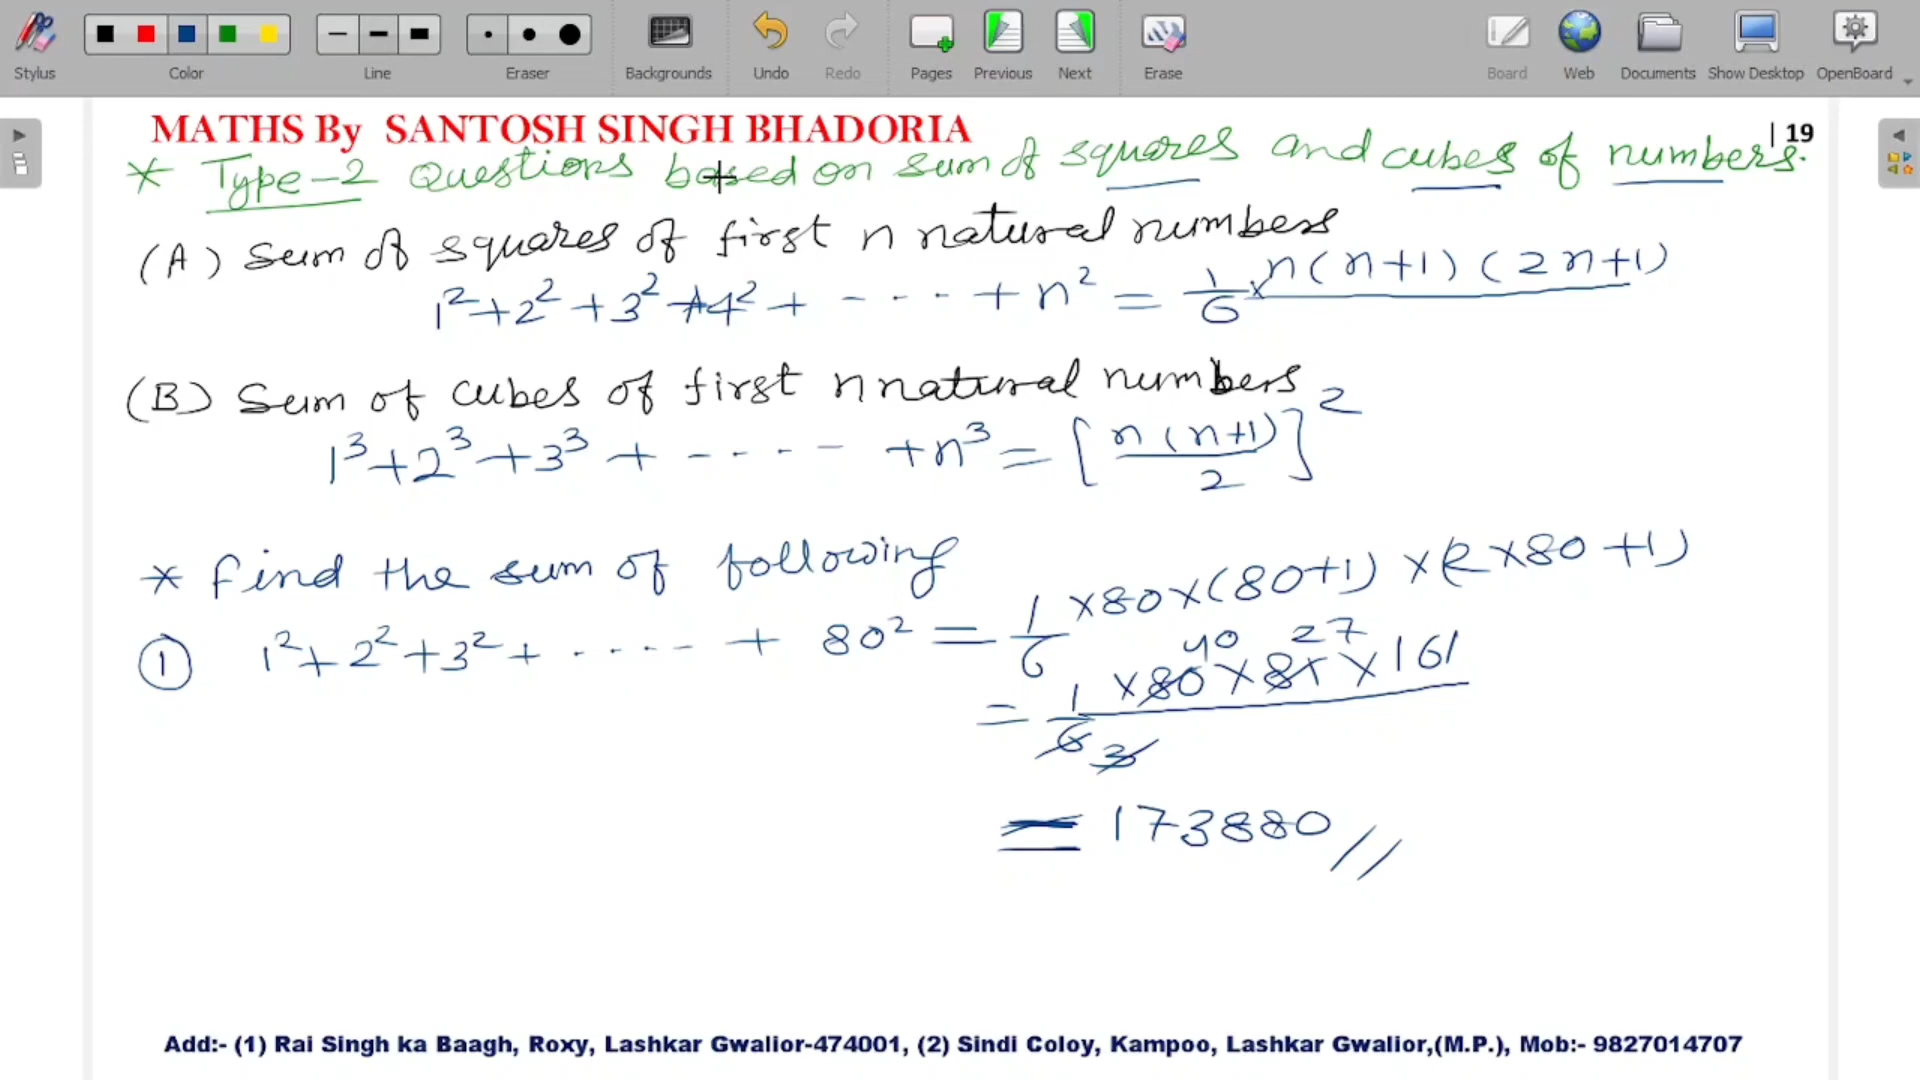 Stylus Color Line Eraser Backgrounds Undo Redo Pages Previous Next Erase Board Web Documents Show Desktop OpenBoard
MATHS By SANTOSH SINGH BHADORIA | 19
* Type-2 Questions based on sum of squares and cubes of numbers.
(A) Sum of squares of first n natural numbers
1² + 2² + 3² + 4² + - - - - + n² = 1/6 × n(n+1)(2n+1)
(B) Sum of cubes of first n natural numbers
1³ + 2³ + 3³ + - - - - - + n³ = [n(n+1)/2]²
* Find the sum of following
① 1² + 2² + 3² + - - - - - + 80² = 1/6 × 80 × (80+1) × (2 × 80 + 1)
40 27
= 1/6 × 80 × 81 × 161
3
= 173880 //
Add:- (1) Rai Singh ka Baagh, Roxy, Lashkar Gwalior-474001, (2) Sindi Coloy, Kampoo, Lashkar Gwalior,(M.P.), Mob:- 9827014707